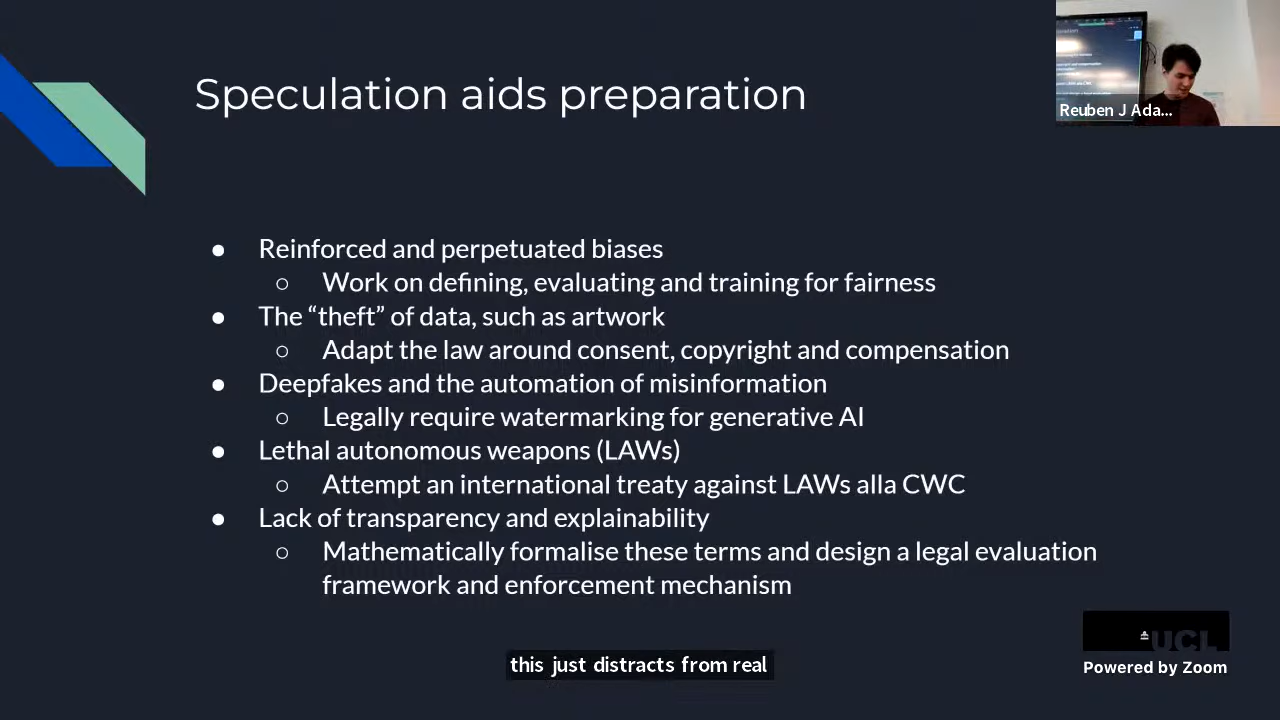 Speculation aids preparation
Reuben J Ada...
● Reinforced and perpetuated biases
○ Work on defining, evaluating and training for fairness
● The “theft” of data, such as artwork
○ Adapt the law around consent, copyright and compensation
● Deepfakes and the automation of misinformation
○ Legally require watermarking for generative AI
● Lethal autonomous weapons (LAWs)
○ Attempt an international treaty against LAWs alla CWC
● Lack of transparency and explainability
○ Mathematically formalise these terms and design a legal evaluation
framework and enforcement mechanism
UCL
this just distracts from real
Powered by Zoom